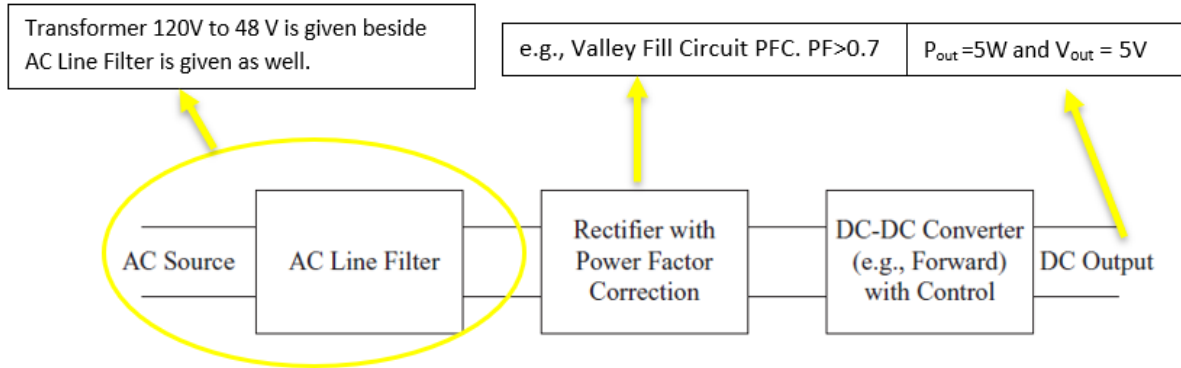 Transformer 120V to 48 V is given beside
AC Line Filter is given as well.
e.g., Valley Fill Circuit PFC. PF>0.7
P_out =5W and V_out = 5V
AC Source
AC Line Filter
Rectifier with
Power Factor
Correction
DC-DC Converter
(e.g., Forward)
with Control
DC Output